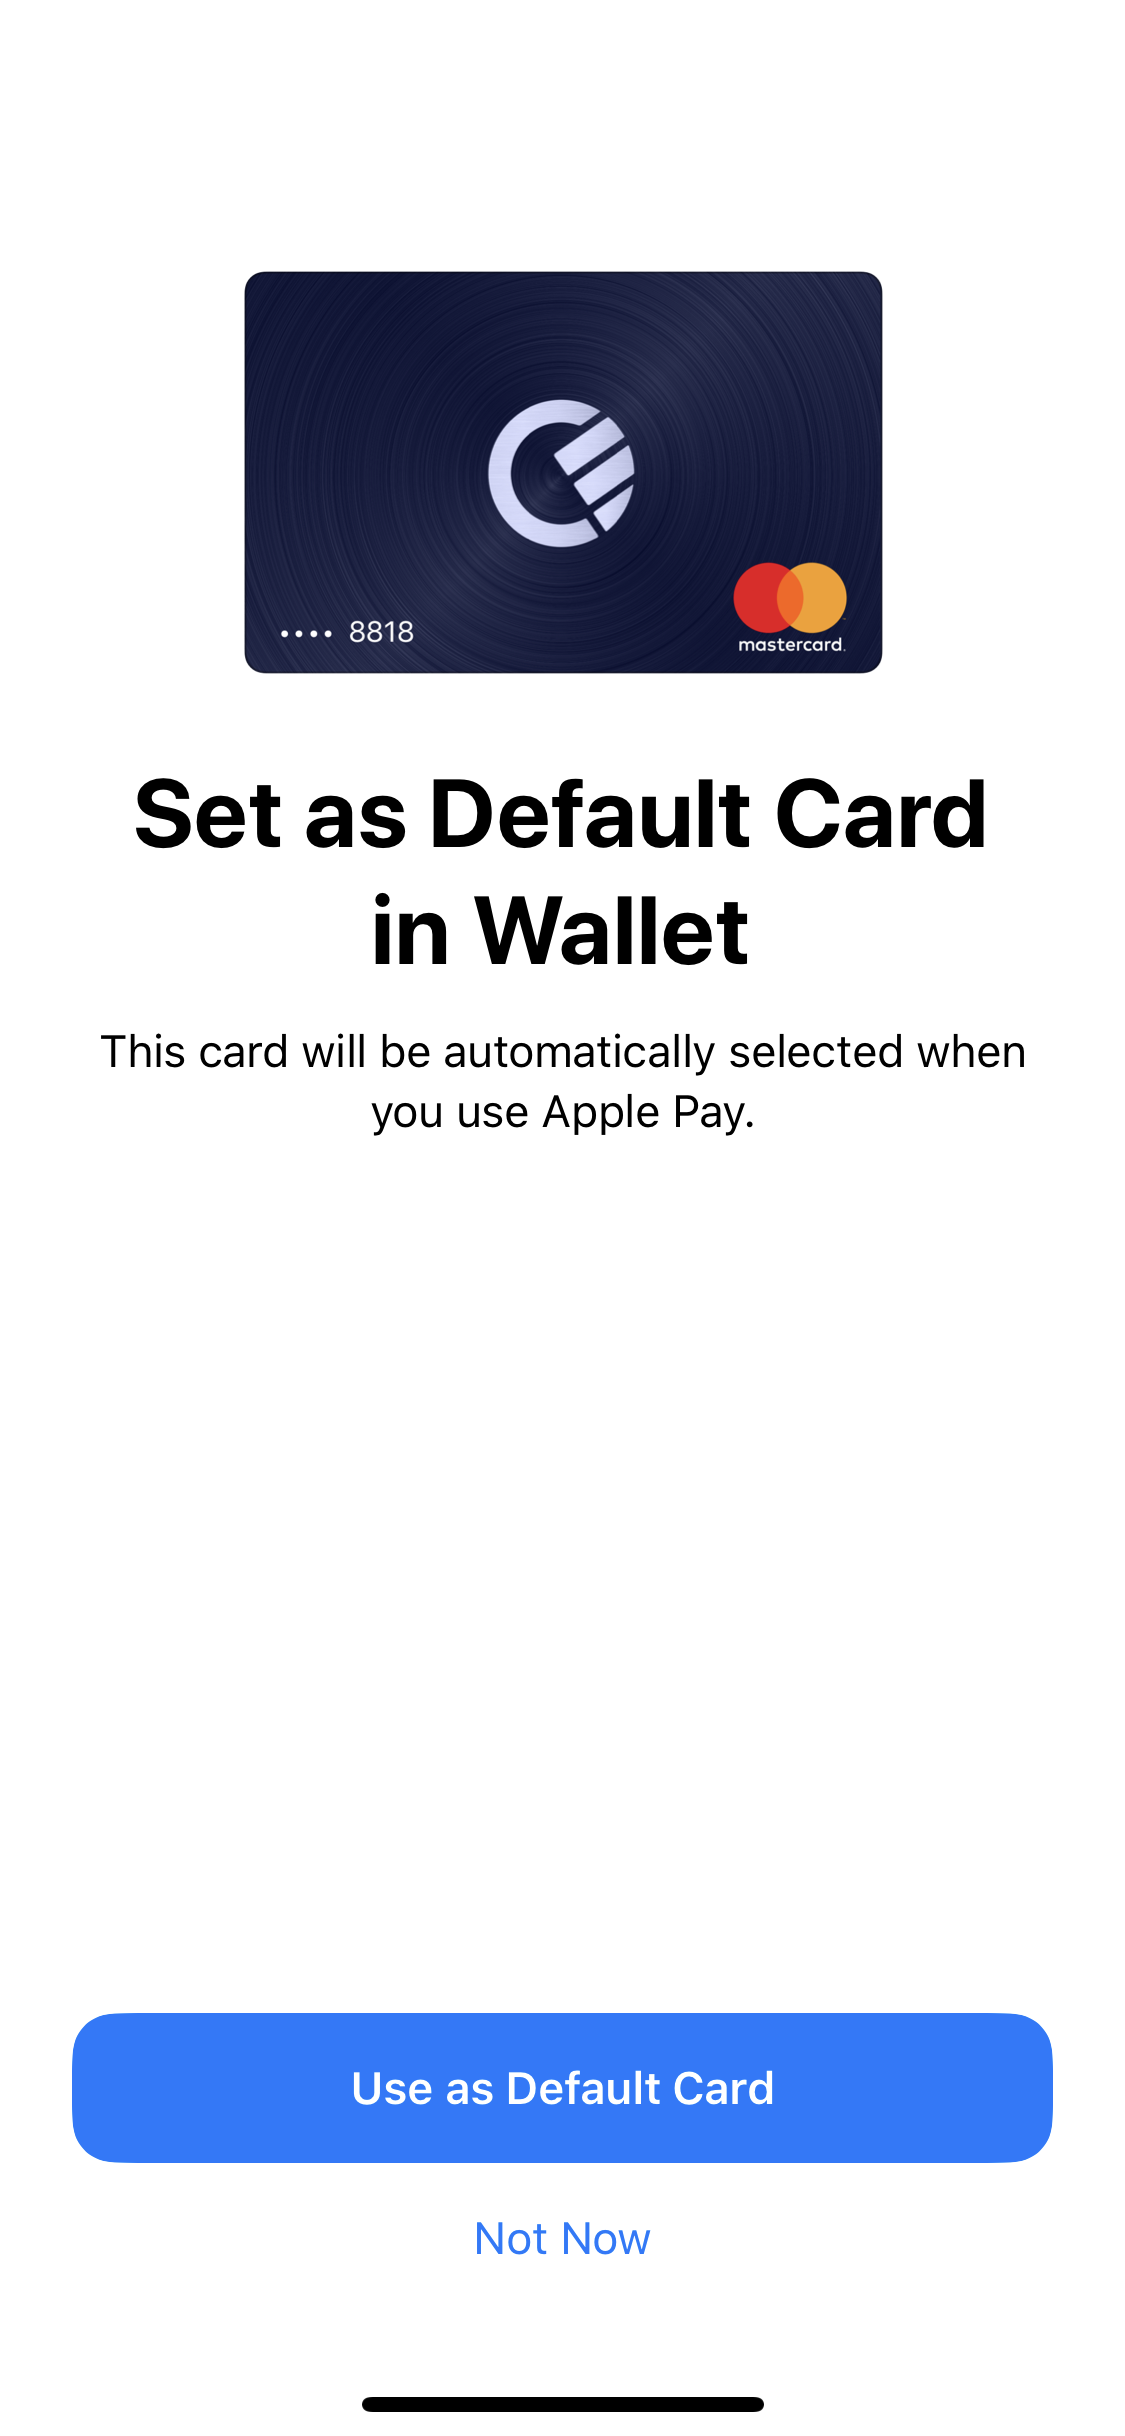 •••• 8818
mastercard.
Set as Default Card
in Wallet
This card will be automatically selected when
you use Apple Pay.
Use as Default Card
Not Now